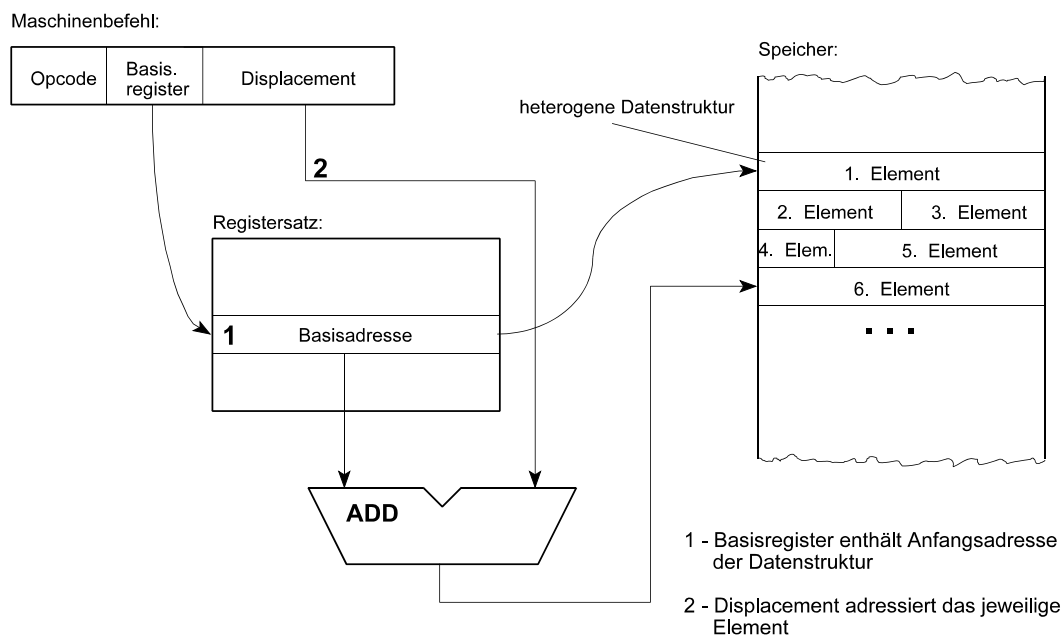 Maschinenbefehl:
Opcode
Basis.
register
Displacement
Speicher:
heterogene Datenstruktur
2
1. Element
2. Element
3. Element
4. Elem.
5. Element
6. Element
Registersatz:
1
Basisadresse
ADD
1 - Basisregister enthält Anfangsadresse
der Datenstruktur
2 - Displacement adressiert das jeweilige
Element